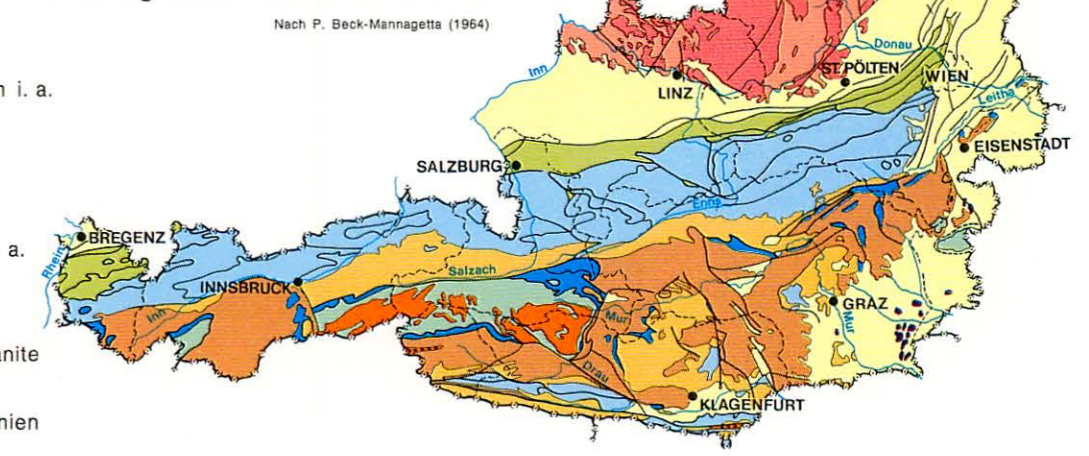 Nach P. Beck-Mannagetta (1964)
Donau
Inn
ST. PÖLTEN
WIEN
n i. a.
LINZ
Leitha
EISENSTADT
SALZBURG
Enns
BREGENZ
a.
Rhein
Salzach
INNSBRUCK
GRAZ
Inn
Mur
Mur
anite
Drau
KLAGENFURT
nien